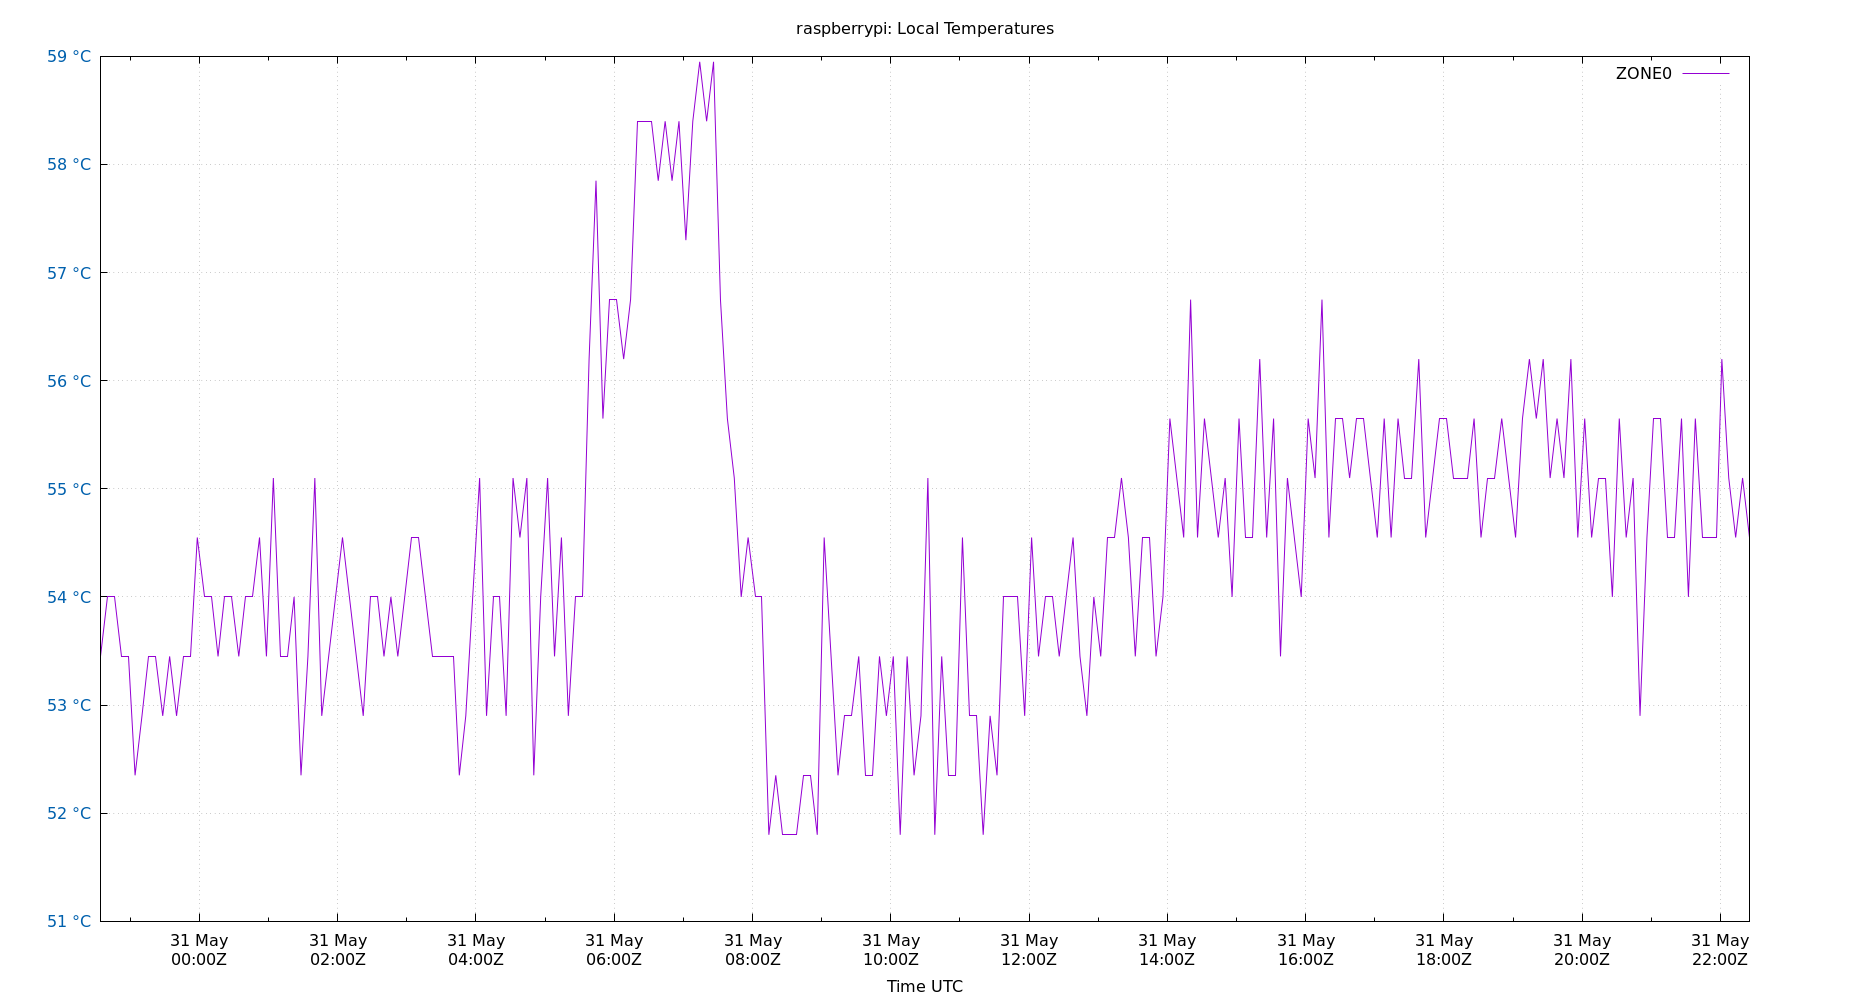 raspberrypi: Local Temperatures
59 °C
ZONE0
58 °C
57 °C
56 °C
55 °C
54 °C
53 °C
52 °C
51 °C
31 May 31 May 31 May 31 May 31 May 31 May 31 May 31 May 31 May 31 May 31 May 31 May
00:00Z 02:00Z 04:00Z 06:00Z 08:00Z 10:00Z 12:00Z 14:00Z 16:00Z 18:00Z 20:00Z 22:00Z
Time UTC